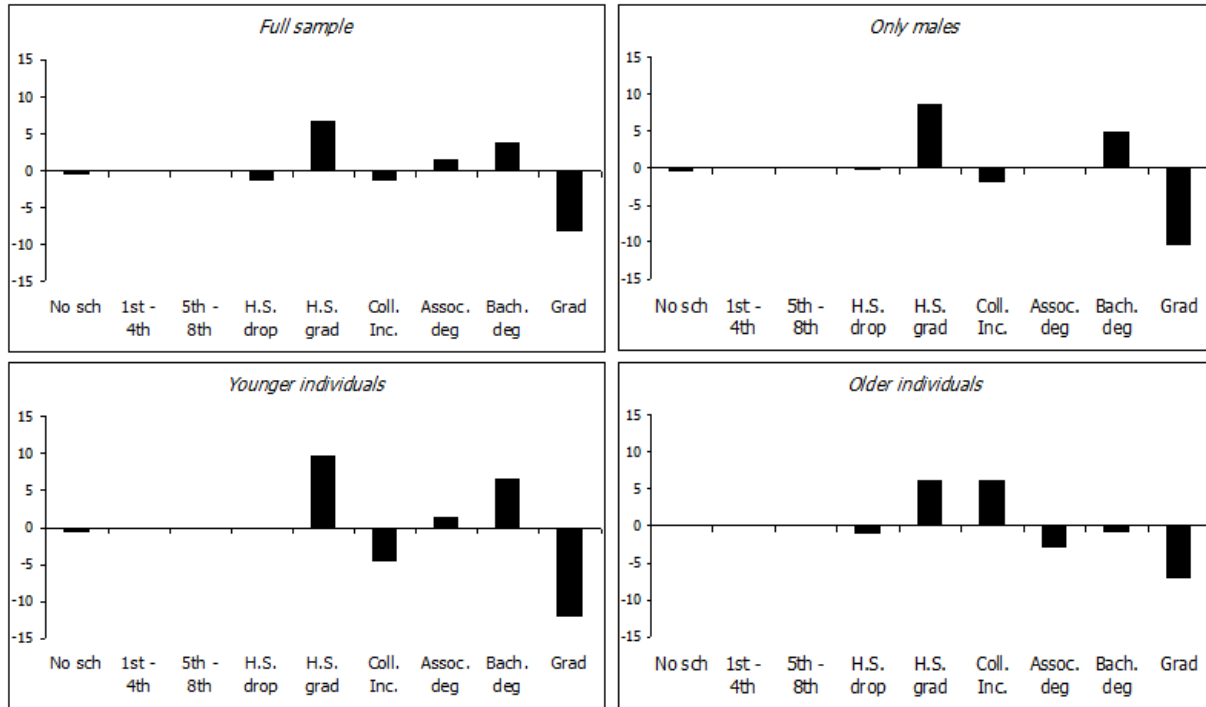 Full sample
15
10
5
0
-5
-10
-15
No sch 1st - 5th - H.S. H.S. Coll. Assoc. Bach. Grad
4th 8th drop grad Inc. deg deg
Only males
15
10
5
0
-5
-10
-15
No sch 1st - 5th - H.S. H.S. Coll. Assoc. Bach. Grad
4th 8th drop grad Inc. deg deg
Younger individuals
15
10
5
0
-5
-10
-15
No sch 1st - 5th - H.S. H.S. Coll. Assoc. Bach. Grad
4th 8th drop grad Inc. deg deg
Older individuals
15
10
5
0
-5
-10
-15
No sch 1st - 5th - H.S. H.S. Coll. Assoc. Bach. Grad
4th 8th drop grad Inc. deg deg